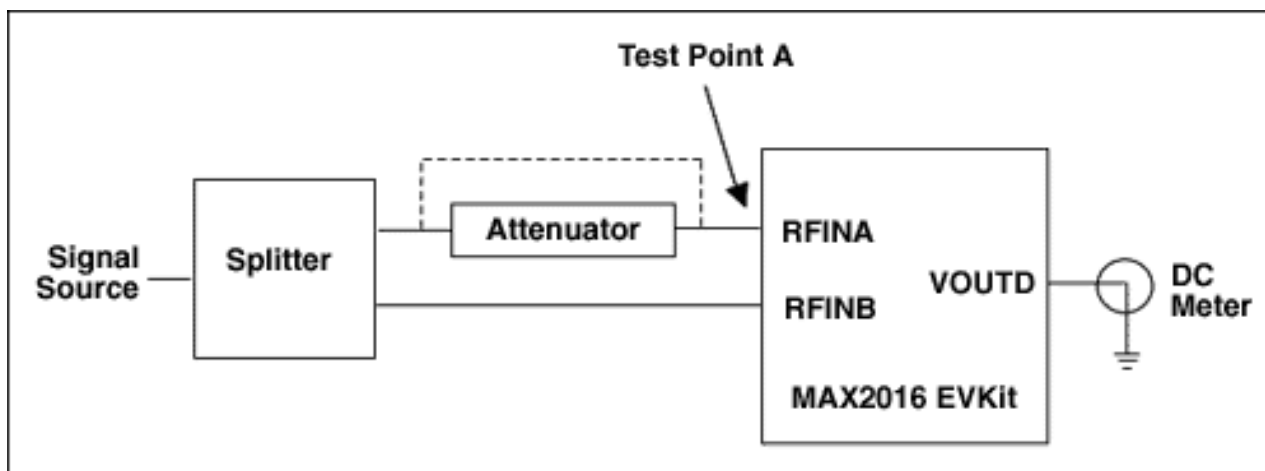 Test Point A
Attenuator
Signal
Source
Splitter
RFINA
VOUTD
RFINB
MAX2016 EVKit
DC
Meter